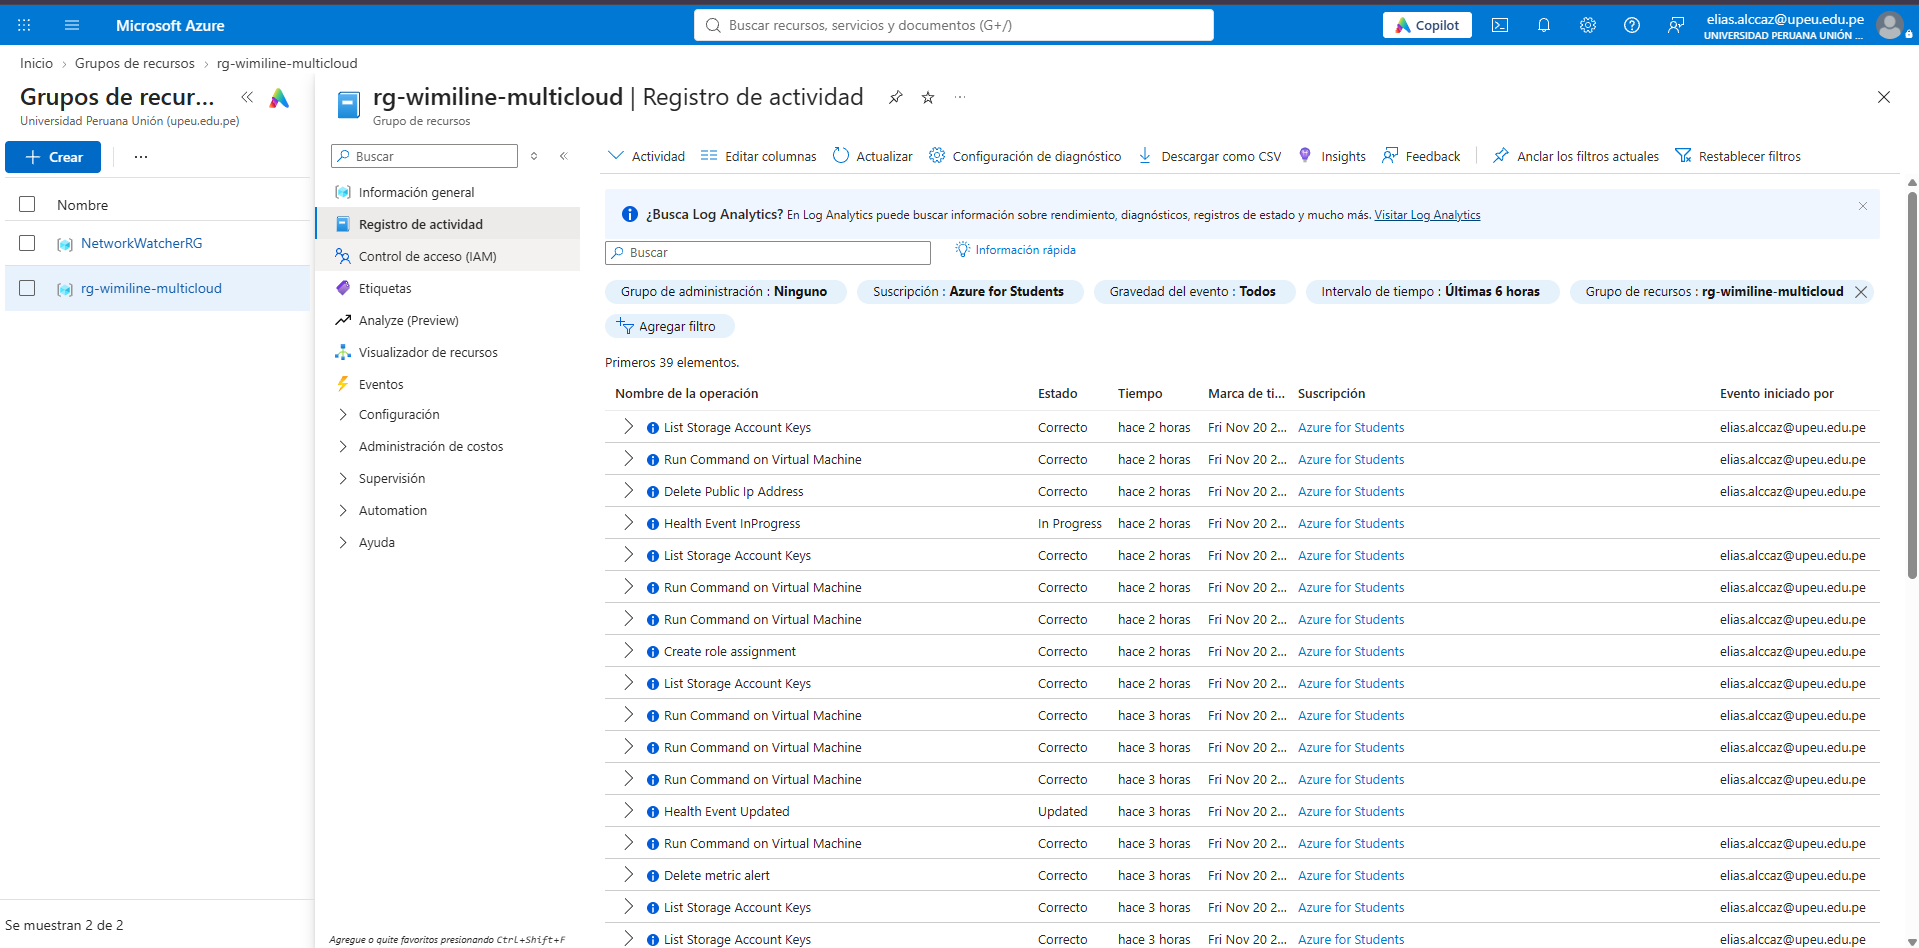 Microsoft Azure
Buscar recursos, servicios y documentos (G+/)
Copilot
elias.alccaz@upeu.edu.pe
UNIVERSIDAD PERUANA UNIÓN ...
Inicio > Grupos de recursos > rg-wimiline-multicloud
Grupos de recur...
Universidad Peruana Unión (upeu.edu.pe)
Crear
Nombre
NetworkWatcherRG
rg-wimiline-multicloud
Se muestran 2 de 2
rg-wimiline-multicloud | Registro de actividad
Grupo de recursos
Buscar
Información general
Registro de actividad
Control de acceso (IAM)
Etiquetas
Analyze (Preview)
Visualizador de recursos
Eventos
Configuración
Administración de costos
Supervisión
Automation
Ayuda
Agregue o quite favoritos presionando Ctrl+Shift+F
Actividad Editar columnas Actualizar Configuración de diagnóstico Descargar como CSV Insights Feedback Anclar los filtros actuales Restablecer filtros
¿Busca Log Analytics? En Log Analytics puede buscar información sobre rendimiento, diagnósticos, registros de estado y mucho más. Visitar Log Analytics
Buscar Información rápida
Grupo de administración : Ninguno Suscripción : Azure for Students Gravedad del evento : Todos Intervalo de tiempo : Últimas 6 horas Grupo de recursos : rg-wimiline-multicloud
Agregar filtro
Primeros 39 elementos.
Nombre de la operación Estado Tiempo Marca de ti... Suscripción Evento iniciado por
List Storage Account Keys Correcto hace 2 horas Fri Nov 20 2... Azure for Students elias.alccaz@upeu.edu.pe
Run Command on Virtual Machine Correcto hace 2 horas Fri Nov 20 2... Azure for Students elias.alccaz@upeu.edu.pe
Delete Public Ip Address Correcto hace 2 horas Fri Nov 20 2... Azure for Students elias.alccaz@upeu.edu.pe
Health Event InProgress In Progress hace 2 horas Fri Nov 20 2... Azure for Students
List Storage Account Keys Correcto hace 2 horas Fri Nov 20 2... Azure for Students elias.alccaz@upeu.edu.pe
Run Command on Virtual Machine Correcto hace 2 horas Fri Nov 20 2... Azure for Students elias.alccaz@upeu.edu.pe
Run Command on Virtual Machine Correcto hace 2 horas Fri Nov 20 2... Azure for Students elias.alccaz@upeu.edu.pe
Create role assignment Correcto hace 2 horas Fri Nov 20 2... Azure for Students elias.alccaz@upeu.edu.pe
List Storage Account Keys Correcto hace 2 horas Fri Nov 20 2... Azure for Students elias.alccaz@upeu.edu.pe
Run Command on Virtual Machine Correcto hace 3 horas Fri Nov 20 2... Azure for Students elias.alccaz@upeu.edu.pe
Run Command on Virtual Machine Correcto hace 3 horas Fri Nov 20 2... Azure for Students elias.alccaz@upeu.edu.pe
Run Command on Virtual Machine Correcto hace 3 horas Fri Nov 20 2... Azure for Students elias.alccaz@upeu.edu.pe
Health Event Updated Updated hace 3 horas Fri Nov 20 2... Azure for Students
Run Command on Virtual Machine Correcto hace 3 horas Fri Nov 20 2... Azure for Students elias.alccaz@upeu.edu.pe
Delete metric alert Correcto hace 3 horas Fri Nov 20 2... Azure for Students elias.alccaz@upeu.edu.pe
List Storage Account Keys Correcto hace 3 horas Fri Nov 20 2... Azure for Students elias.alccaz@upeu.edu.pe
List Storage Account Keys Correcto hace 3 horas Fri Nov 20 2... Azure for Students elias.alccaz@upeu.edu.pe